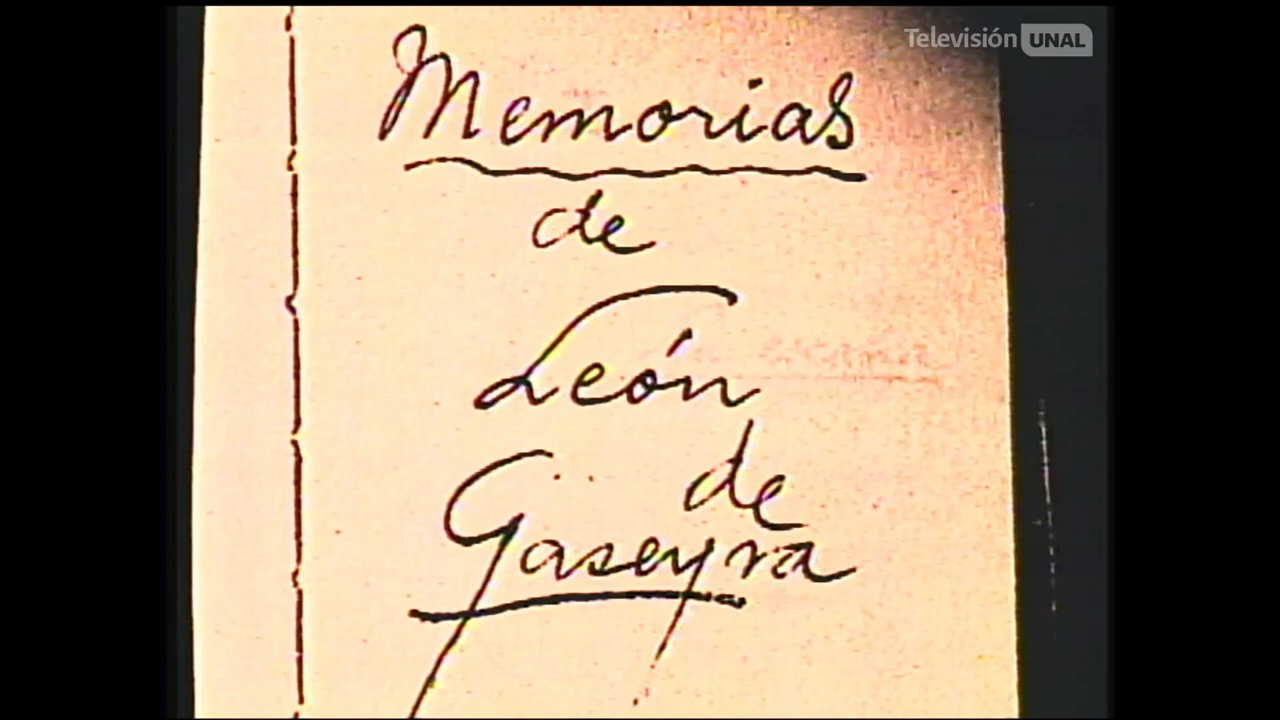 Televisión UNAL
Memorias
de
León
de
Gaseyra